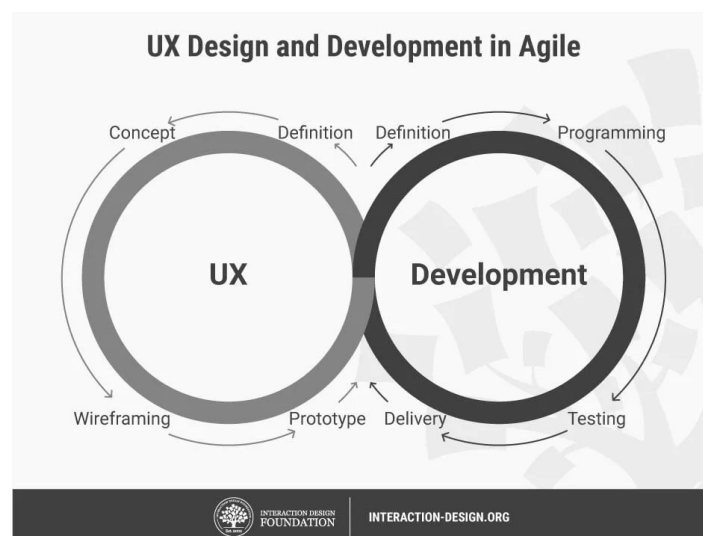 UX Design and Development in Agile
Concept
Definition
Definition
Programming
UX
Development
Wireframing
Prototype
Delivery
Testing
INTERACTION DESIGN
FOUNDATION
INTERACTION-DESIGN.ORG